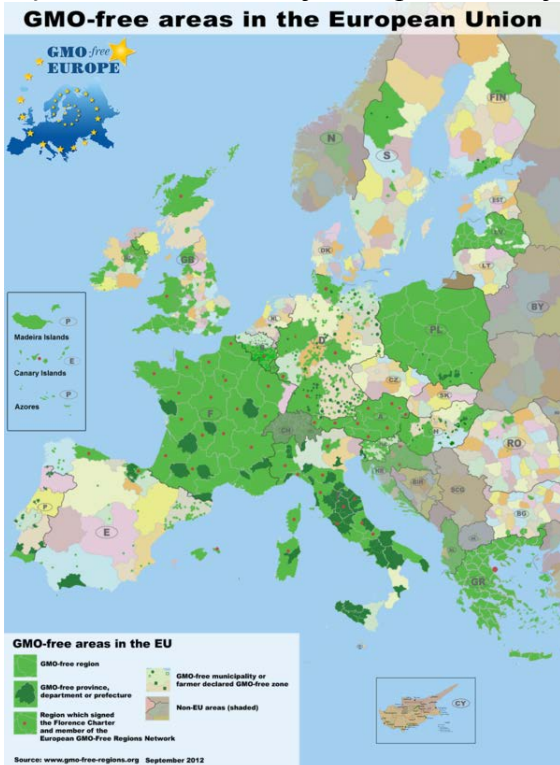 GMO-free areas in the European Union
GMO-free
EUROPE
FIN
N
S
EST
LV
DK
LT
GB
BY
NL
PL
D
P
Madeira Islands
E
Canary Islands
P
Azores
CZ
SK
F
A
CH
H
RO
HR
BIH
SCG
BG
P
E
GR
GMO-free areas in the EU
GMO-free region
GMO-free province,
department or prefecture
Region which signed
the Florence Charter
and member of the
European GMO-Free Regions Network
GMO-free municipality or
farmer declared GMO-free zone
Non-EU areas (shaded)
CY
Source: www.gmo-free-regions.org September 2012